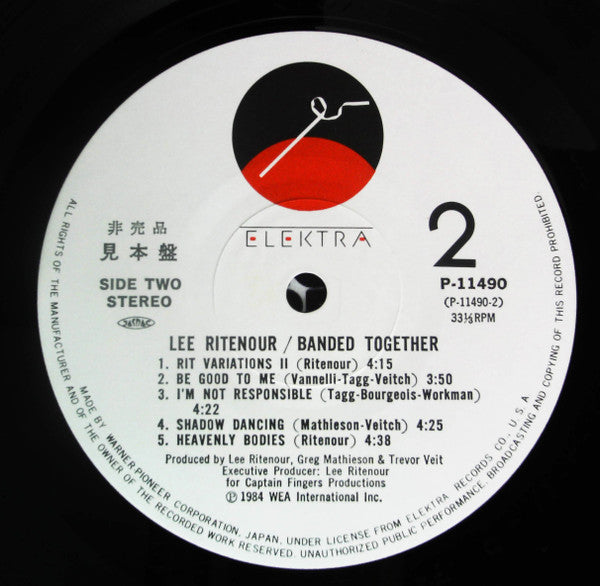 ELEKTRA
非売品
見本盤
SIDE TWO
STEREO
JASRAC
2
P-11490
(P-11490-2)
33⅓RPM
LEE RITENOUR / BANDED TOGETHER
1. RIT VARIATIONS II (Ritenour) 4:15
2. BE GOOD TO ME (Vannelli-Tagg-Veitch) 3:50
3. I'M NOT RESPONSIBLE (Tagg-Bourgeois-Workman)
4:22
4. SHADOW DANCING (Mathieson-Veitch) 4:25
5. HEAVENLY BODIES (Ritenour) 4:38
Produced by Lee Ritenour, Greg Mathieson & Trevor Veit
Executive Producer: Lee Ritenour
for Captain Fingers Productions
Ⓟ 1984 WEA International Inc.
MADE BY WARNER-PIONEER CORPORATION, JAPAN. UNDER LICENSE FROM ELEKTRA RECORDS CO., U.S.A.
ALL RIGHTS OF THE MANUFACTURER AND OF THE OWNER OF THE RECORDED WORK RESERVED. UNAUTHORIZED PUBLIC PERFORMANCE, BROADCASTING AND COPYING OF THIS RECORD PROHIBITED.